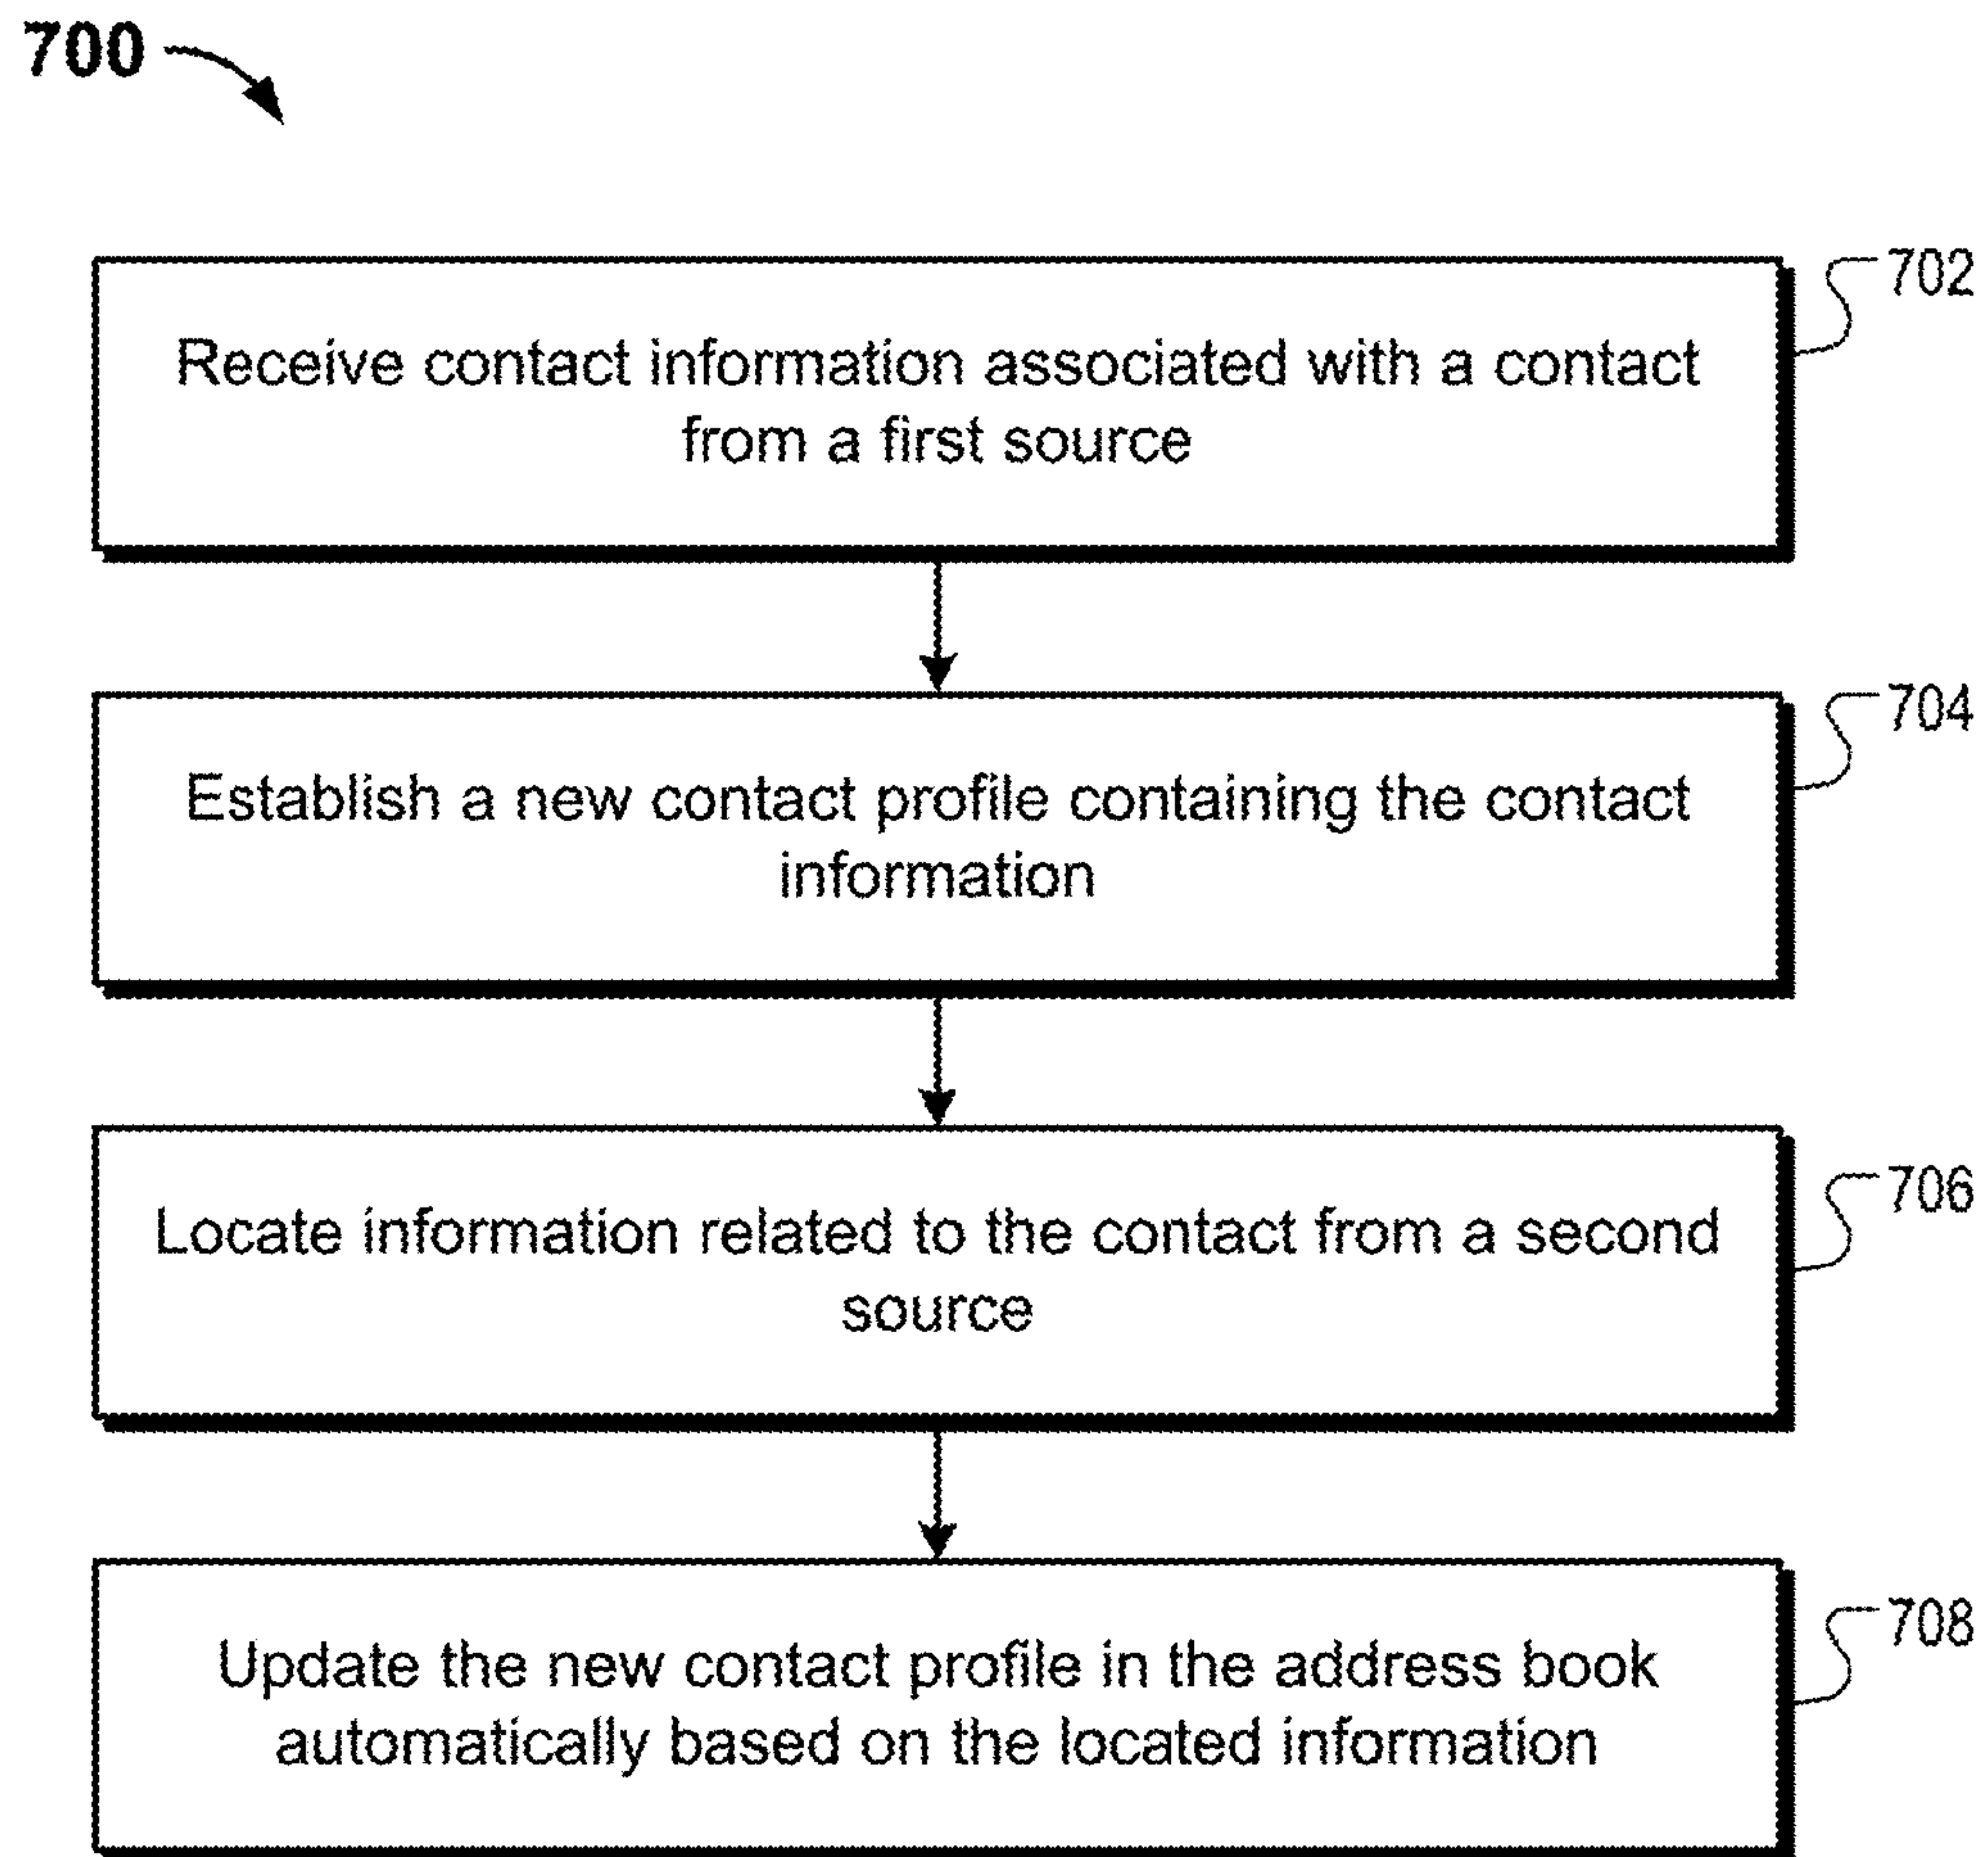 700
702
Receive contact information associated with a contact
from a first source
704
Establish a new contact profile containing the contact
information
706
Locate information related to the contact from a second
source
708
Update the new contact profile in the address book
automatically based on the located information